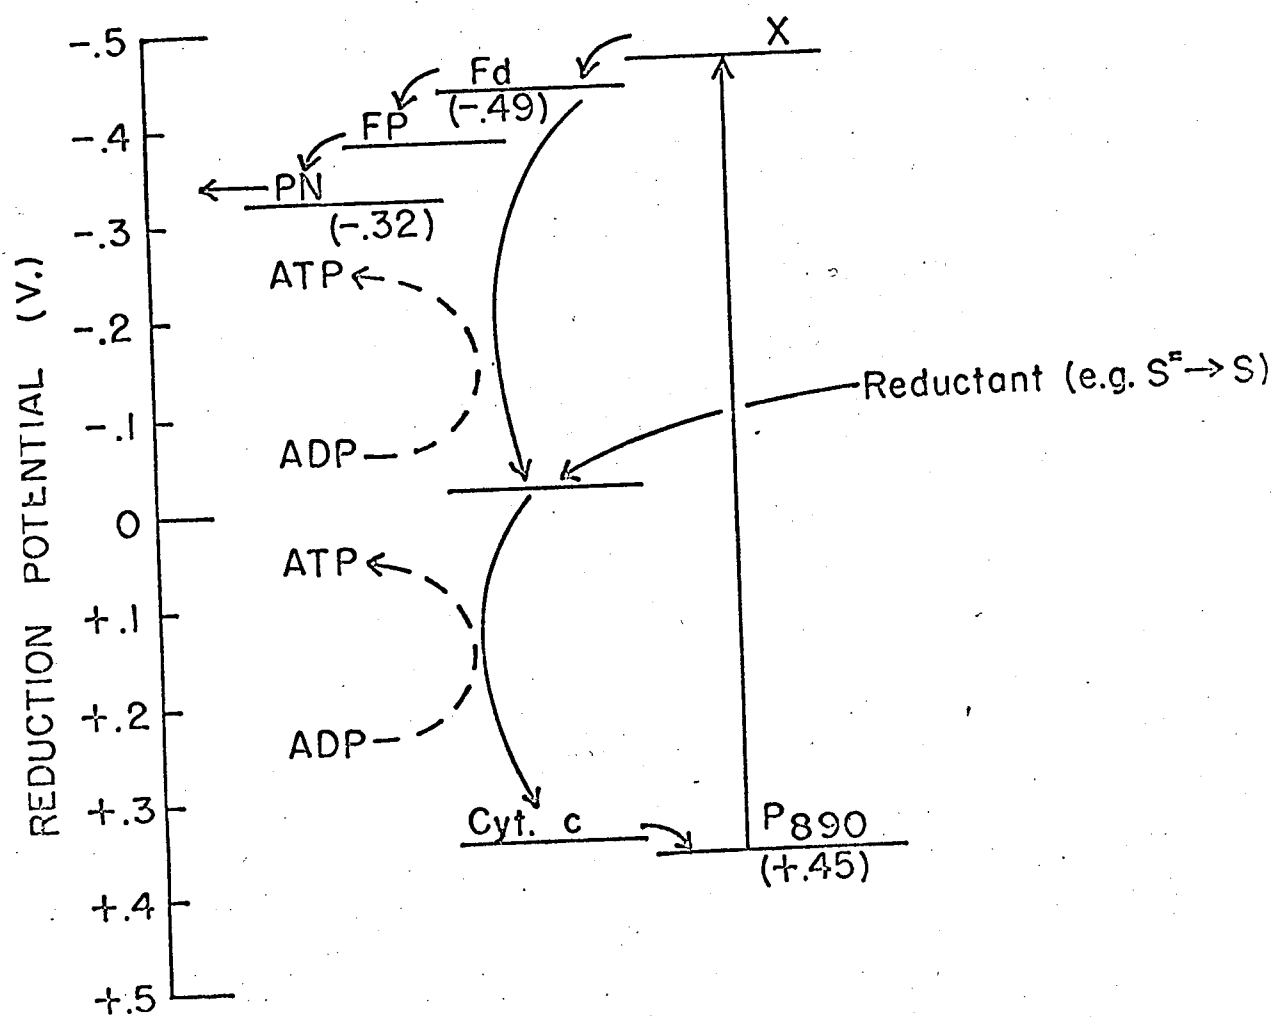 -.5
X
Fd
(-.49)
FP
-.4
PN
-.3
(-.32)
ATP
-.2
Reductant (e.g. S⁼→S)
-.1
ADP
0
ATP
+.1
+.2
ADP
+.3
Cyt. c
P890
(+.45)
+.4
+.5
REDUCTION POTENTIAL (V.)